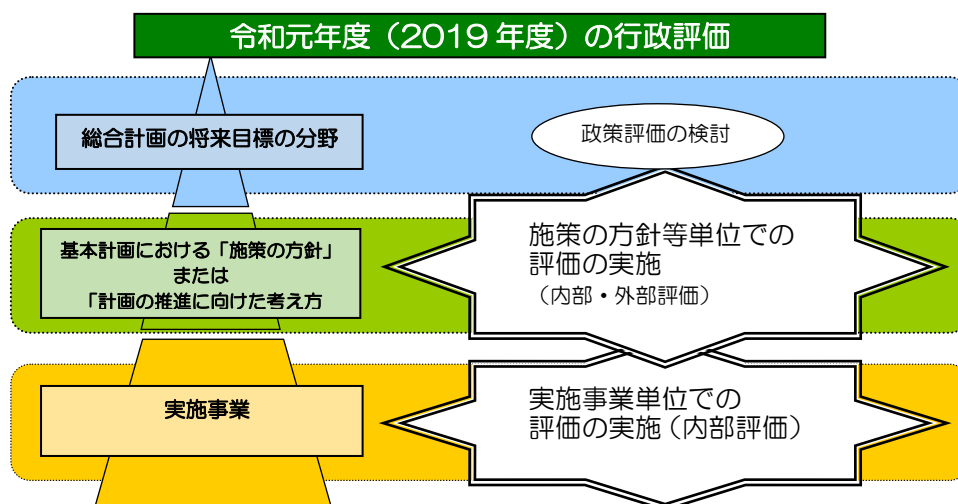 令和元年度（2019年度）の行政評価
総合計画の将来目標の分野
政策評価の検討
基本計画における「施策の方針」
または
「計画の推進に向けた考え方
施策の方針等単位での
評価の実施
（内部・外部評価）
実施事業
実施事業単位での
評価の実施（内部評価）